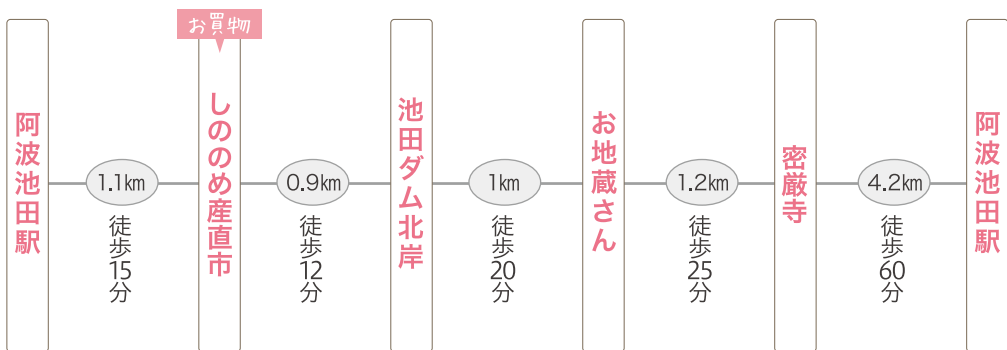 阿波池田駅
1.1km
徒歩15分
お買物
しののめ産直市
0.9km
徒歩12分
池田ダム北岸
1km
徒歩20分
お地蔵さん
1.2km
徒歩25分
密厳寺
4.2km
徒歩60分
阿波池田駅